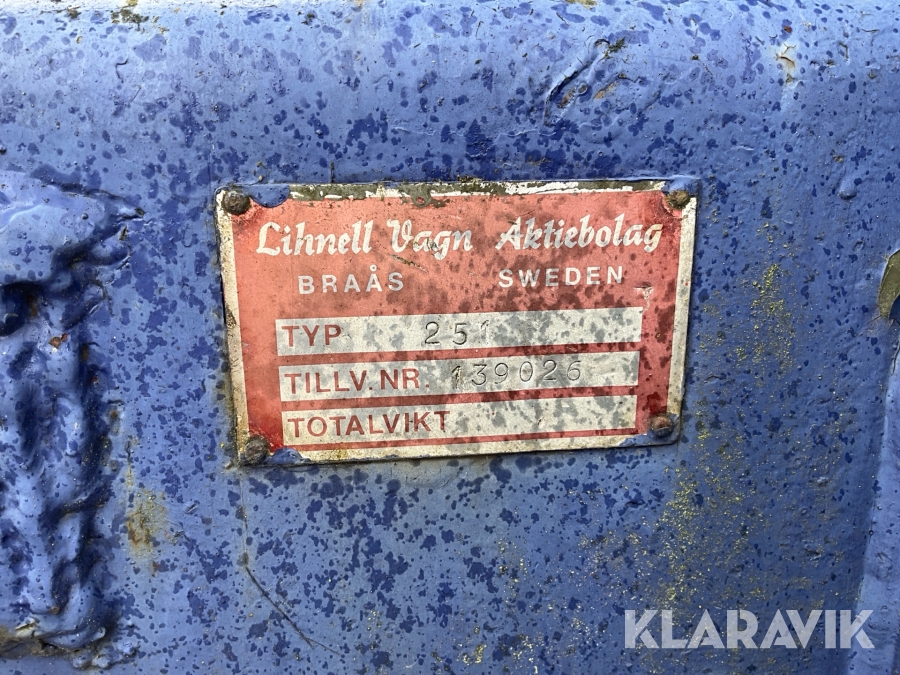 Lihnell Vagn Aktiebolag
BRAÅS SWEDEN
TYP 251
TILLV.NR. 139026
TOTALVIKT
KLARAVIK